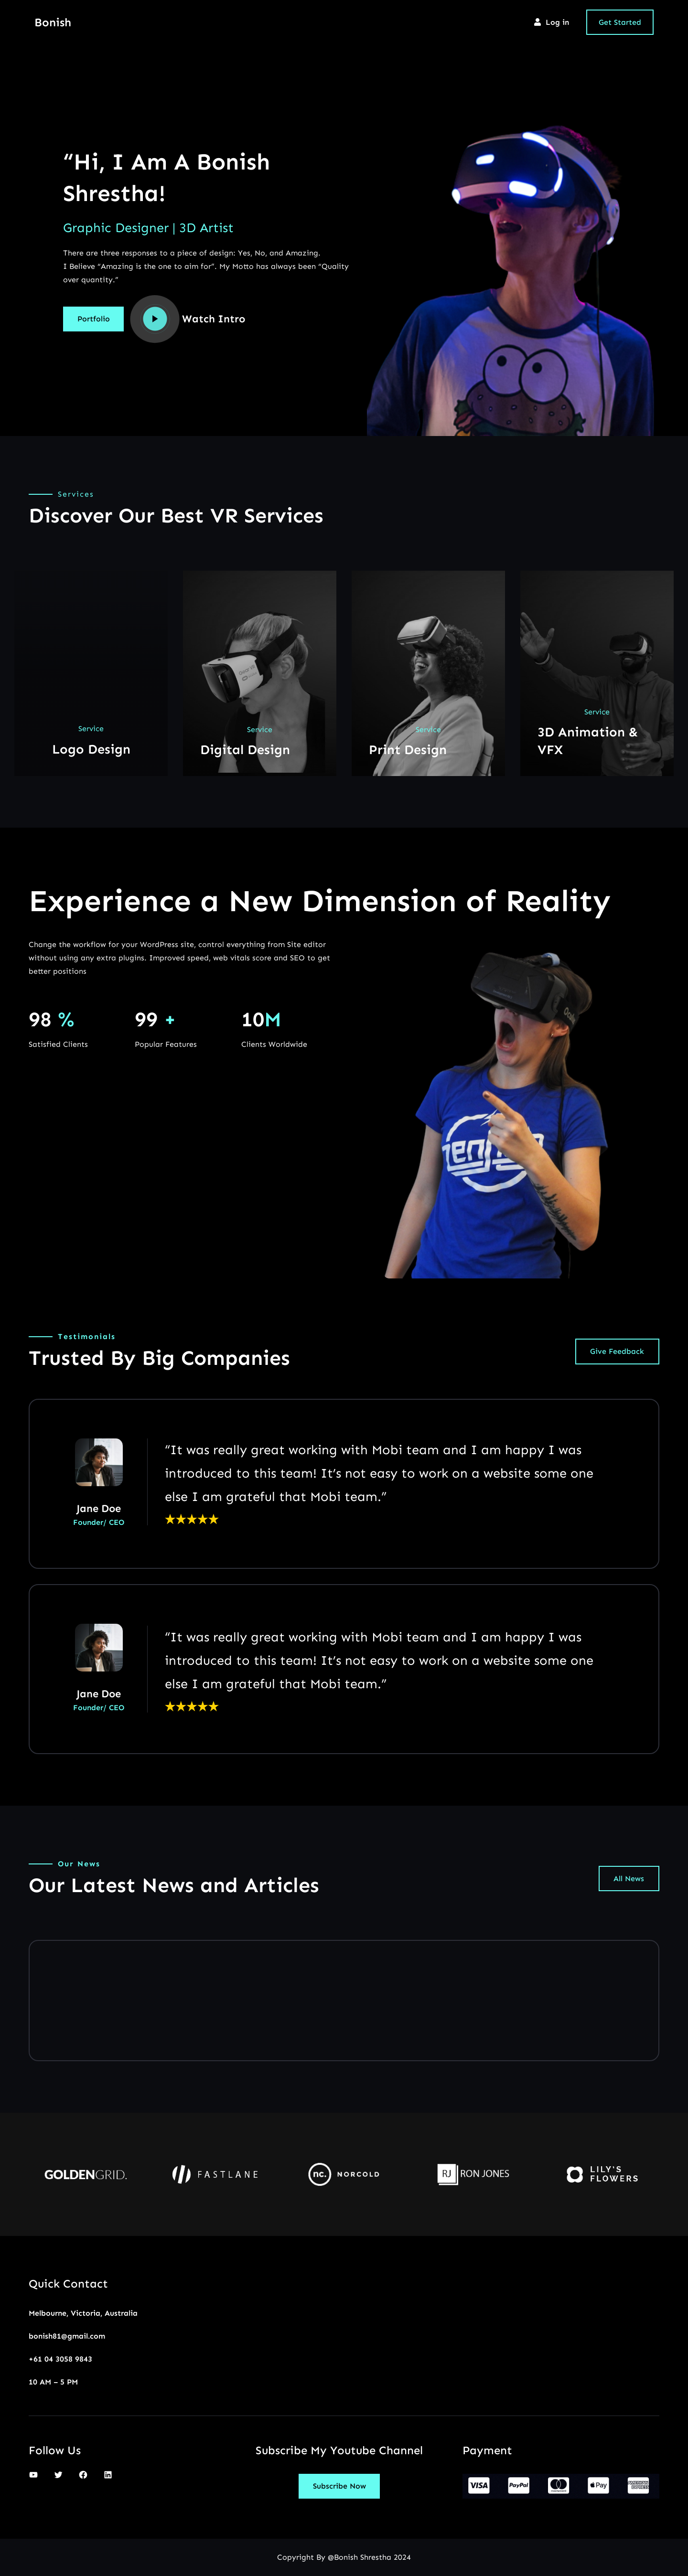 Bonish
Log in
Get Started
“Hi, I Am A Bonish
Shrestha!
Graphic Designer | 3D Artist
There are three responses to a piece of design: Yes, No, and Amazing.
I Believe “Amazing is the one to aim for”. My Motto has always been “Quality
over quantity.”
Portfolio
Watch Intro
Services
Discover Our Best VR Services
Service
Logo Design
Service
Digital Design
Service
Print Design
Service
3D Animation &
VFX
Experience a New Dimension of Reality
Change the workflow for your WordPress site, control everything from Site editor
without using any extra plugins. Improved speed, web vitals score and SEO to get
better positions
98 %
Satisfied Clients
99 +
Popular Features
10M
Clients Worldwide
Testimonials
Trusted By Big Companies
Give Feedback
“It was really great working with Mobi team and I am happy I was
introduced to this team! It’s not easy to work on a website some one
else I am grateful that Mobi team.”
★★★★★
Jane Doe
Founder/ CEO
“It was really great working with Mobi team and I am happy I was
introduced to this team! It’s not easy to work on a website some one
else I am grateful that Mobi team.”
★★★★★
Jane Doe
Founder/ CEO
Our News
Our Latest News and Articles
All News
GOLDENGRID.
FASTLANE
nc. NORCOLD
RJ RON JONES
LILY'S
FLOWERS
Quick Contact
Melbourne, Victoria, Australia
bonish81@gmail.com
+61 04 3058 9843
10 AM – 5 PM
Follow Us
Subscribe My Youtube Channel
Subscribe Now
Payment
VISA
PayPal
Pay
AMERICAN
EXPRESS
Copyright By @Bonish Shrestha 2024